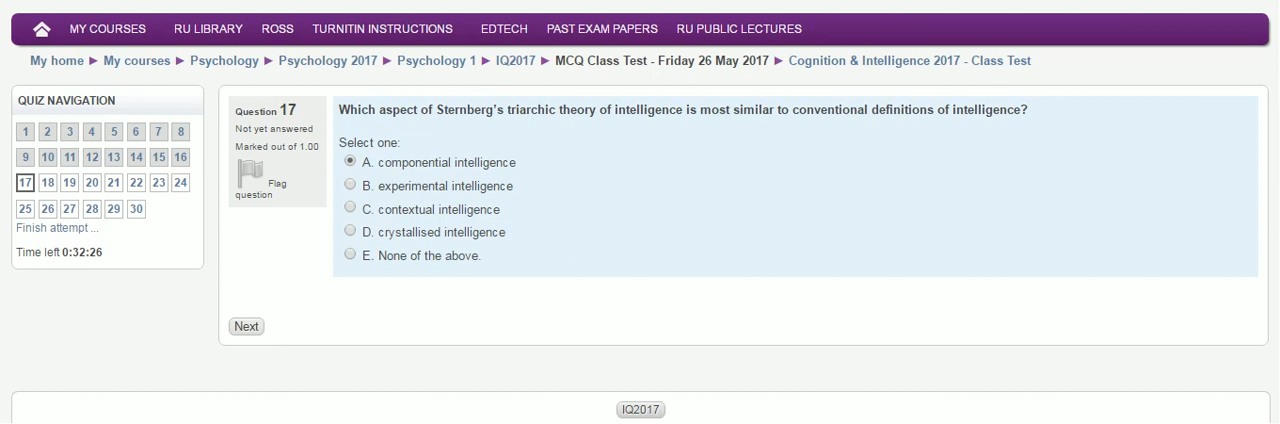 MY COURSES RU LIBRARY ROSS TURNITIN INSTRUCTIONS EDTECH PAST EXAM PAPERS RU PUBLIC LECTURES
My home ► My courses ► Psychology ► Psychology 2017 ► Psychology 1 ► IQ2017 ► MCQ Class Test - Friday 26 May 2017 ► Cognition & Intelligence 2017 - Class Test
QUIZ NAVIGATION
1 2 3 4 5 6 7 8
9 10 11 12 13 14 15 16
17 18 19 20 21 22 23 24
25 26 27 28 29 30
Finish attempt ...
Time left 0:32:26
Question 17
Not yet answered
Marked out of 1.00
Flag
question
Which aspect of Sternberg's triarchic theory of intelligence is most similar to conventional definitions of intelligence?
Select one:
A. componential intelligence
B. experimental intelligence
C. contextual intelligence
D. crystallised intelligence
E. None of the above.
Next
IQ2017